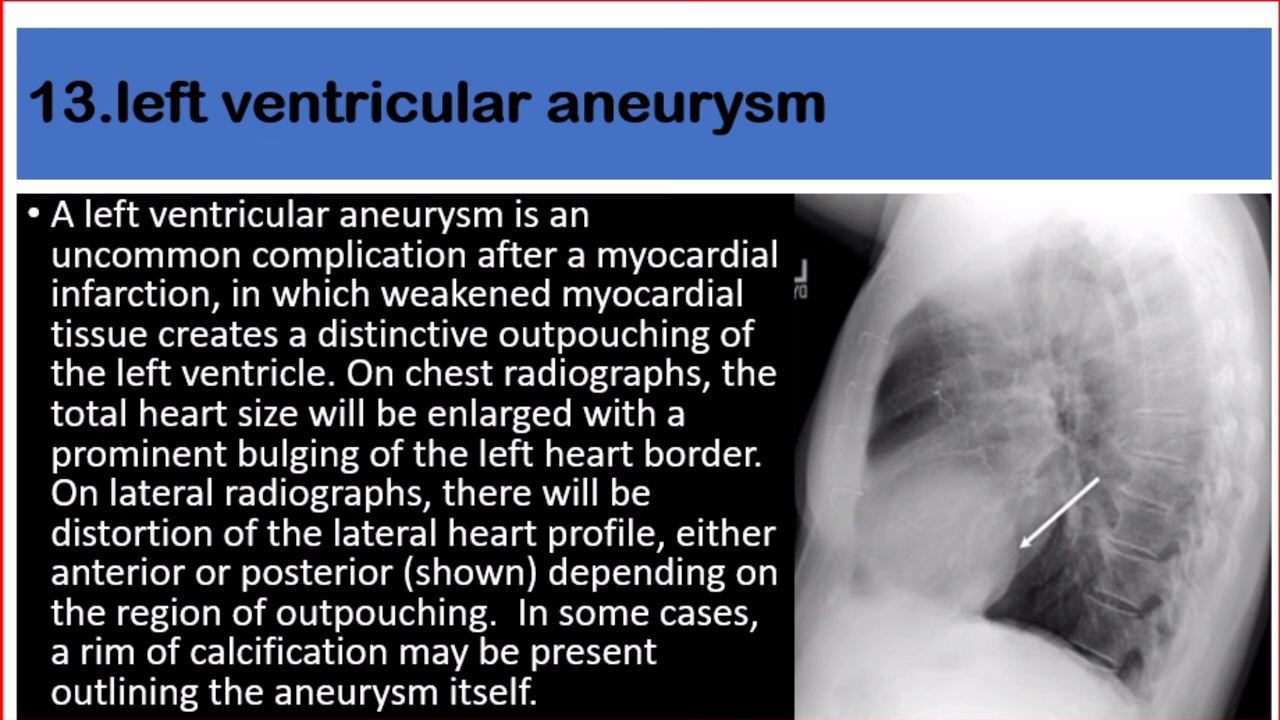 13.left ventricular aneurysm
• A left ventricular aneurysm is an
uncommon complication after a myocardial
infarction, in which weakened myocardial
tissue creates a distinctive outpouching of
the left ventricle. On chest radiographs, the
total heart size will be enlarged with a
prominent bulging of the left heart border.
On lateral radiographs, there will be
distortion of the lateral heart profile, either
anterior or posterior (shown) depending on
the region of outpouching.  In some cases,
a rim of calcification may be present
outlining the aneurysm itself.
L